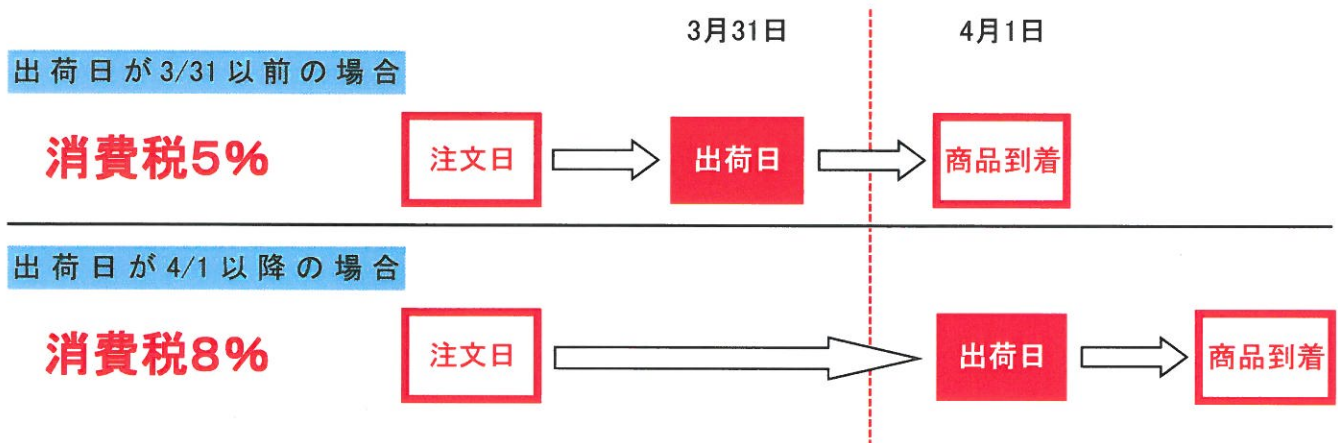 3月31日 4月1日
出荷日が3/31以前の場合
消費税5% 注文日 出荷日 商品到着
出荷日が4/1以降の場合
消費税8% 注文日 出荷日 商品到着